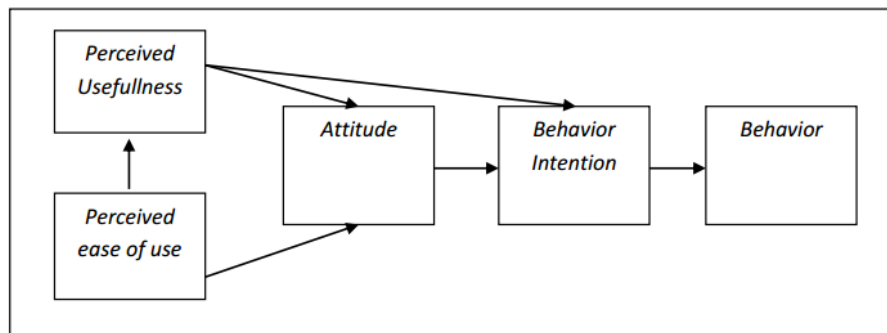 Perceived
Usefullness
Attitude
Behavior
Intention
Behavior
Perceived
ease of use